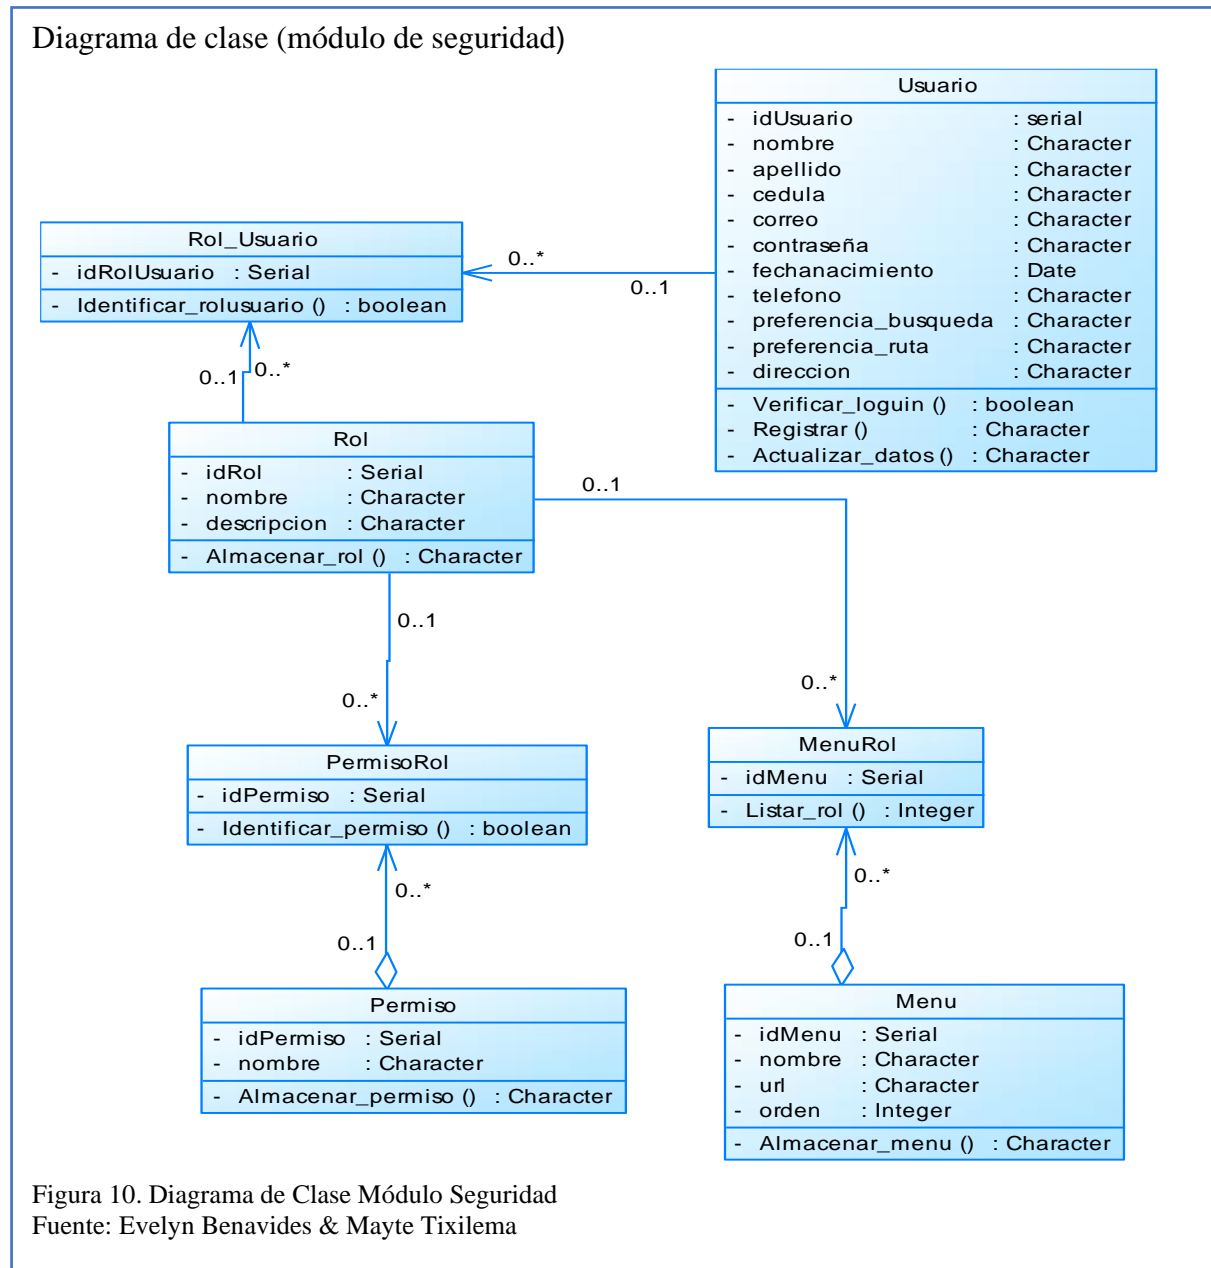 Diagrama de clase (módulo de seguridad)
Usuario
- idUsuario : serial
- nombre : Character
- apellido : Character
- cedula : Character
- correo : Character
- contraseña : Character
- fechanacimiento : Date
- telefono : Character
- preferencia_busqueda : Character
- preferencia_ruta : Character
- direccion : Character
- Verificar_loguin () : boolean
- Registrar () : Character
- Actualizar_datos () : Character
Rol_Usuario
- idRolUsuario : Serial
- Identificar_rolusuario () : boolean
0..*
0..1
0..1
0..*
Rol
- idRol : Serial
- nombre : Character
- descripcion : Character
- Almacenar_rol () : Character
0..1
0..1
0..*
0..*
PermisoRol
- idPermiso : Serial
- Identificar_permiso () : boolean
MenuRol
- idMenu : Serial
- Listar_rol () : Integer
0..*
0..1
0..*
0..1
Permiso
- idPermiso : Serial
- nombre : Character
- Almacenar_permiso () : Character
Menu
- idMenu : Serial
- nombre : Character
- url : Character
- orden : Integer
- Almacenar_menu () : Character
Figura 10. Diagrama de Clase Módulo Seguridad
Fuente: Evelyn Benavides & Mayte Tixilema